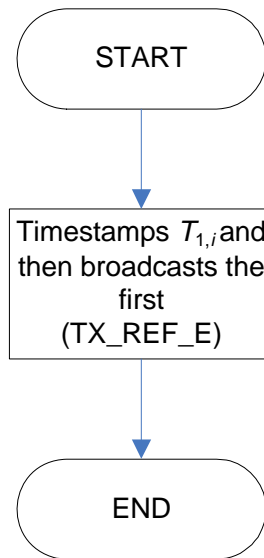 START
Timestamps T1,i and
then broadcasts the
first
(TX_REF_E)
END